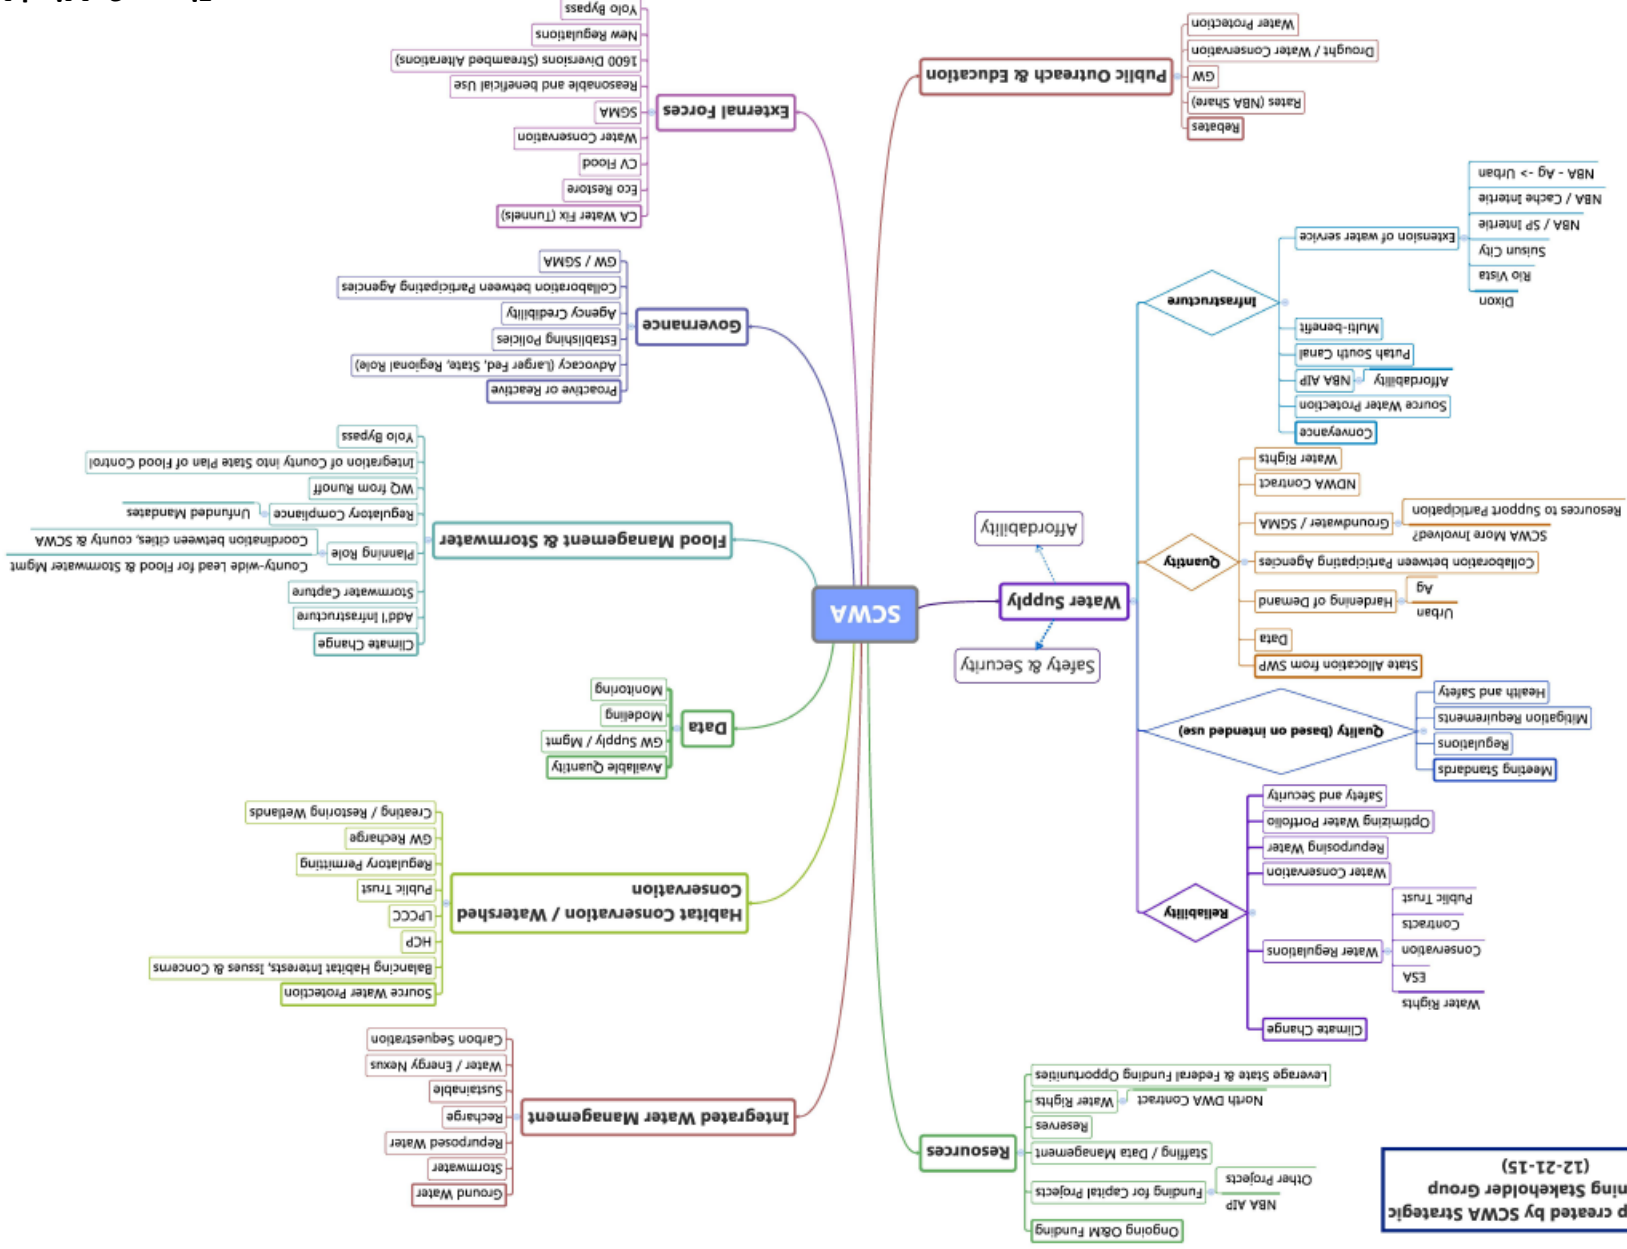 p created by SCWA Strategic
ning Stakeholder Group
(12-21-15)
Ongoing O&M Funding
NBA AIP
Other Projects
Funding for Capital Projects
Staffing / Data Management
Reserves
North DWA Contract
Water Rights
Leverage State & Federal Funding Opportunities
Resources
Climate Change
Water Rights
ESA
Conservation
Contracts
Public Trust
Water Regulations
Water Conservation
Repurposing Water
Optimizing Water Portfolio
Safety and Security
Reliability
Meeting Standards
Regulations
Mitigation Requirements
Health and Safety
Quality (based on intended use)
State Allocation from SWP
Data
Urban
Ag
Hardening of Demand
Collaboration between Participating Agencies
SCWA More Involved?
Resources to Support Participation
Groundwater / SGMA
NDWA Contract
Water Rights
Quantity
Conveyance
Source Water Protection
Affordability
NBA AIP
Putah South Canal
Multi-benefit
Dixon
Rio Vista
Suisun City
NBA / SP Intertie
NBA / Cache Intertie
NBA - Ag -> Urban
Extension of water service
Infrastructure
Safety & Security
Water Supply
Affordability
Rebates
Rates (NBA Share)
GW
Drought / Water Conservation
Water Protection
Public Outreach & Education
SCWA
Integrated Water Management
Ground Water
Stormwater
Repurposed Water
Recharge
Sustainable
Water / Energy Nexus
Carbon Sequestration
Habitat Conservation / Watershed
Conservation
Source Water Protection
Balancing Habitat Interests, Issues & Concerns
HCP
LPCCC
Public Trust
Regulatory Permitting
GW Recharge
Creating / Restoring Wetlands
Data
Available Quantity
GW Supply / Mgmt
Modeling
Monitoring
Flood Management & Stormwater
Climate Change
Add'l Infrastructure
Stormwater Capture
Planning Role
County-wide Lead for Flood & Stormwater Mgmt
Coordination between cities, county & SCWA
Regulatory Compliance
Unfunded Mandates
WQ from Runoff
Integration of County into State Plan of Flood Control
Yolo Bypass
Governance
Proactive or Reactive
Advocacy (Larger Fed, State, Regional Role)
Establishing Policies
Agency Credibility
Collaboration between Participating Agencies
GW / SGMA
External Forces
CA Water Fix (Tunnels)
Eco Restore
CV Flood
Water Conservation
SGMA
Reasonable and beneficial Use
1600 Diversions (Streambed Alterations)
New Regulations
Yolo Bypass